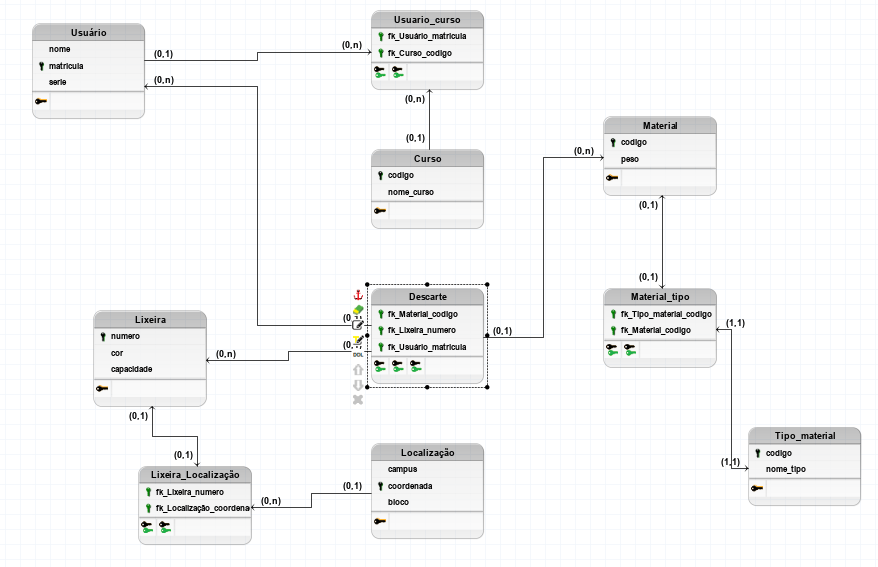 Usuário
nome
matricula
serie
(0,1)
(0,n)
(0,n)
Usuario_curso
fk_Usuário_matricula
fk_Curso_codigo
(0,n)
(0,1)
Curso
codigo
nome_curso
Material
codigo
peso
(0,n)
(0,1)
(0,1)
Material_tipo
fk_Tipo_material_codigo
fk_Material_codigo
(1,1)
(1,1)
Tipo_material
codigo
nome_tipo
Descarte
fk_Material_codigo
fk_Lixeira_numero
fk_Usuário_matricula
(0,1)
DDL
Lixeira
numero
cor
capacidade
(0,n)
(0,1)
(0,1)
Lixeira_Localização
fk_Lixeira_numero
fk_Localização_coordena
(0,n)
(0,1)
Localização
campus
coordenada
bloco